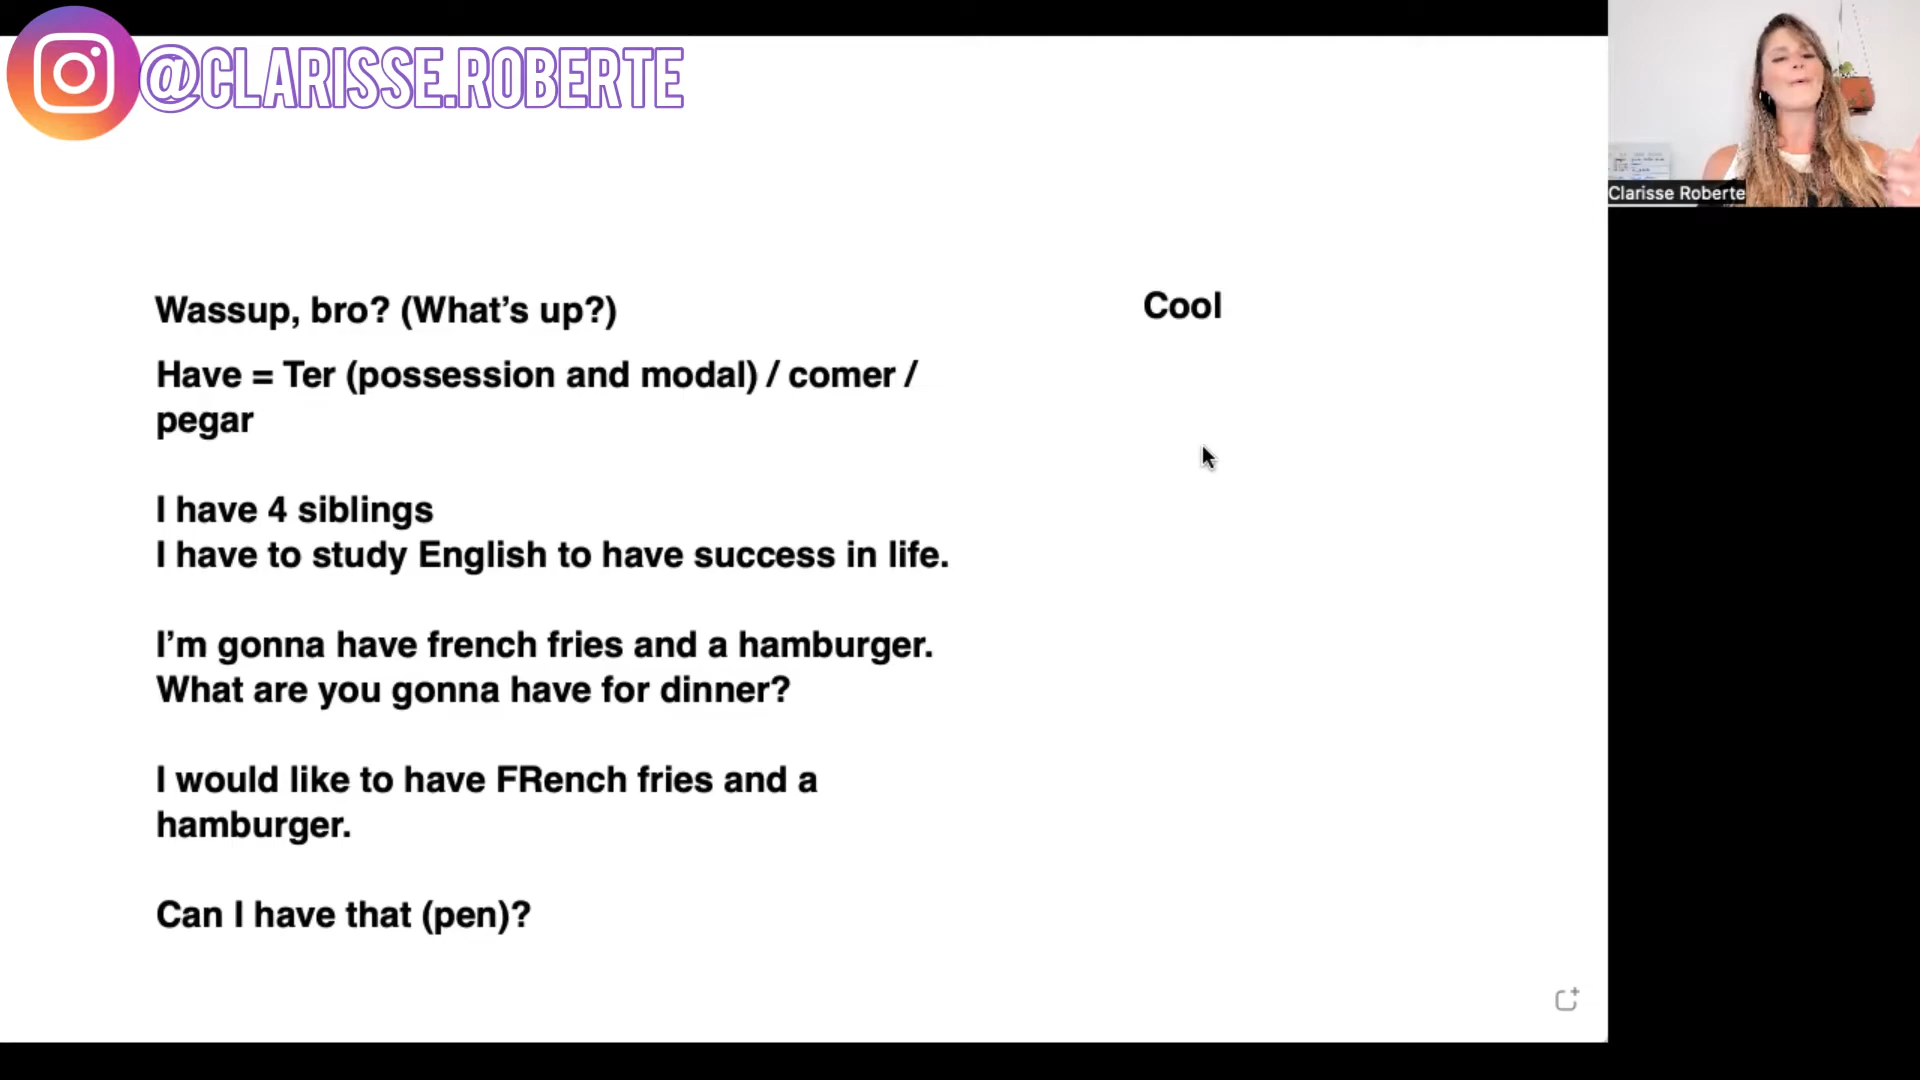 @CLARISSE.ROBERTE
Clarisse Roberte
Wassup, bro? (What’s up?)
Cool
Have = Ter (possession and modal) / comer /
pegar
I have 4 siblings
I have to study English to have success in life.
I’m gonna have french fries and a hamburger.
What are you gonna have for dinner?
I would like to have FRench fries and a
hamburger.
Can I have that (pen)?